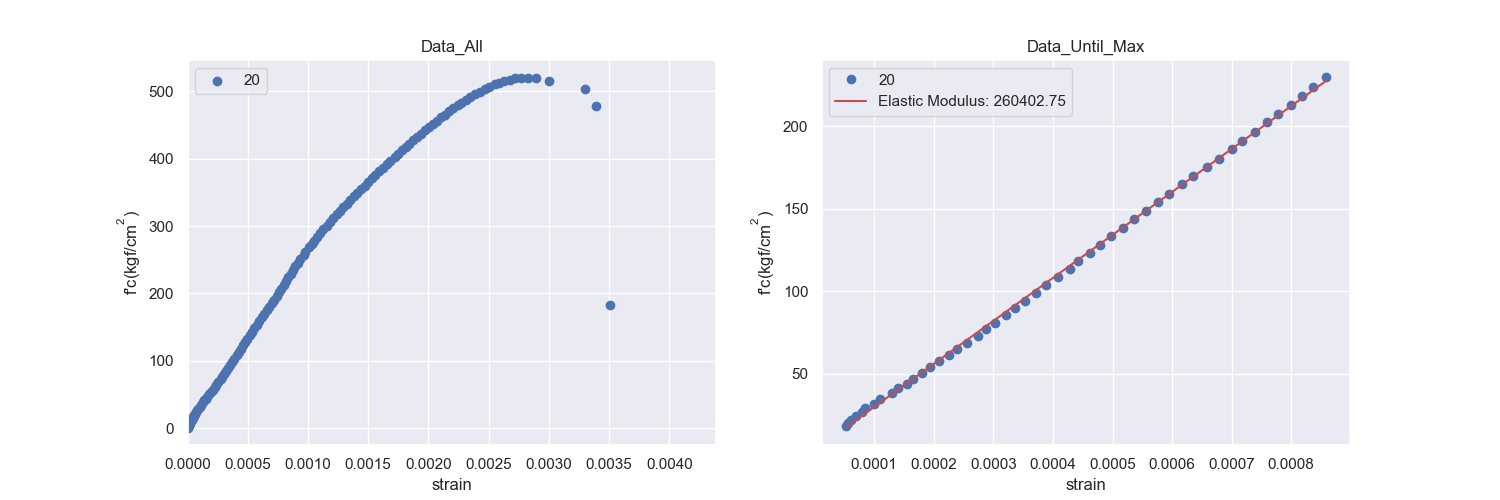 Data_All
20
f'c(kgf/cm²)
500
400
300
200
100
0
0.0000 0.0005 0.0010 0.0015 0.0020 0.0025 0.0030 0.0035 0.0040
strain
Data_Until_Max
20
Elastic Modulus: 260402.75
f'c(kgf/cm²)
200
150
100
50
0.0001 0.0002 0.0003 0.0004 0.0005 0.0006 0.0007 0.0008
strain